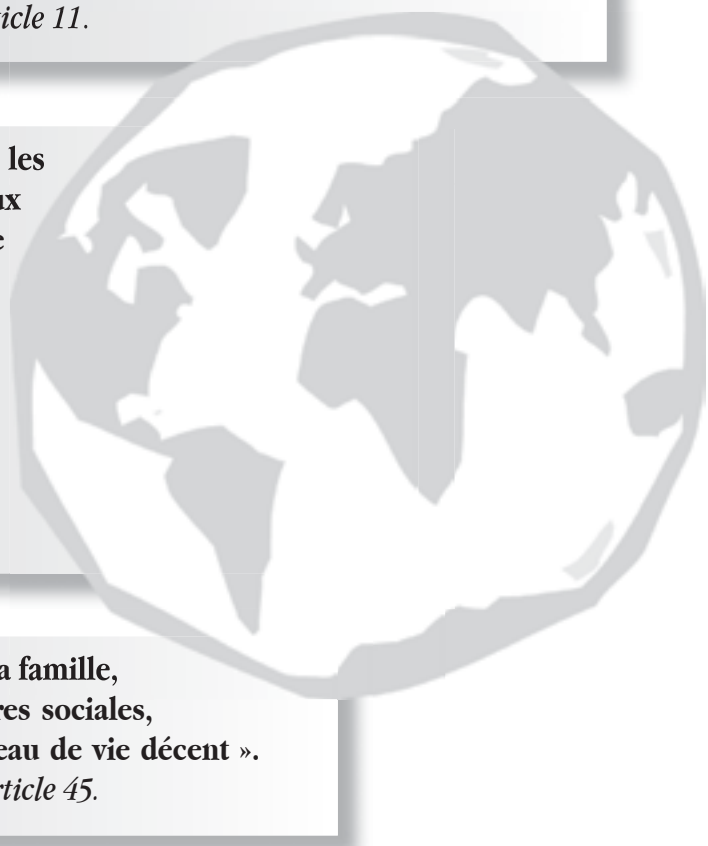 icle 11.
les
ux
e
a famille,
res sociales,
eau de vie décent ».
rticle 45.